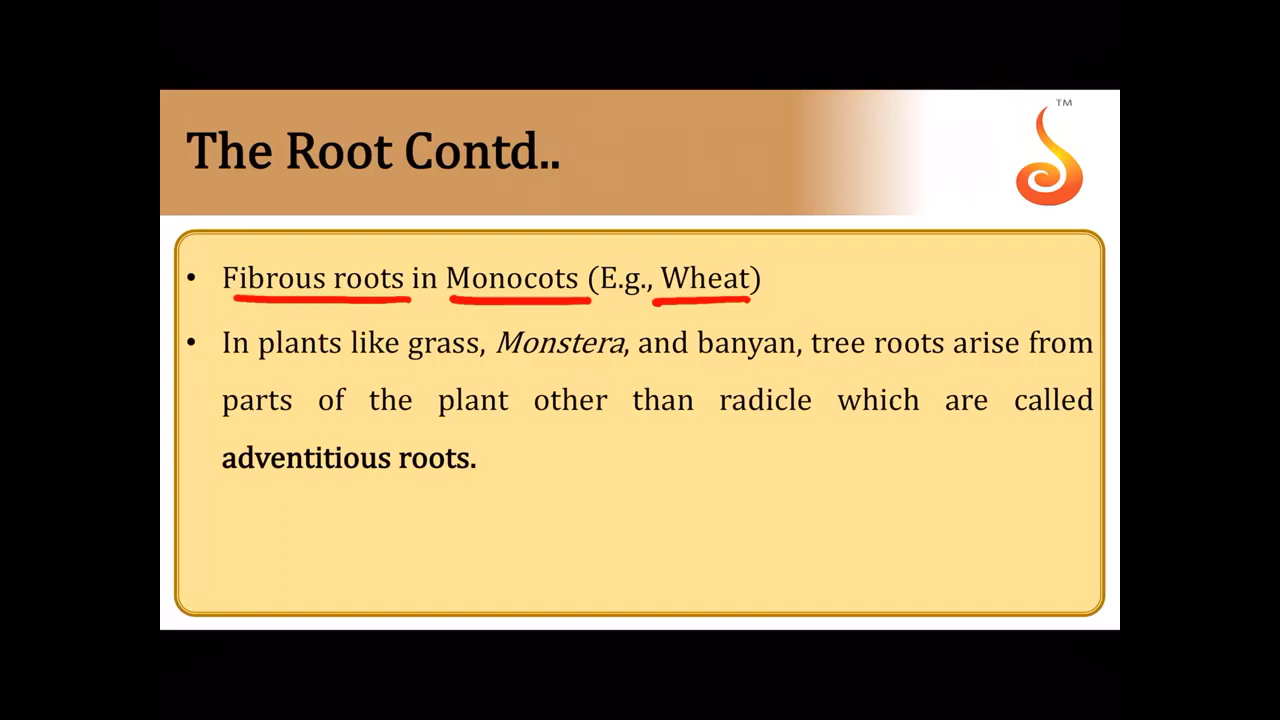 The Root Contd..
TM
• Fibrous roots in Monocots (E.g., Wheat)
• In plants like grass, Monstera, and banyan, tree roots arise from
parts of the plant other than radicle which are called
adventitious roots.